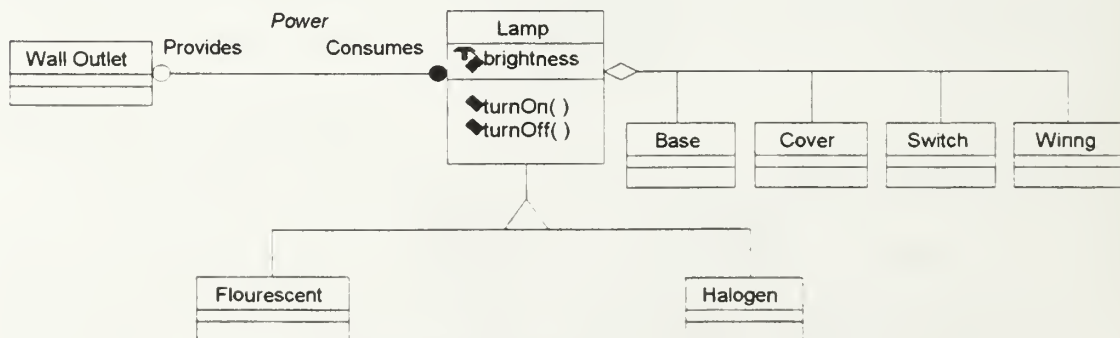 Power
Lamp
Wall Outlet
Provides
Consumes
brightness
turnOn( )
turnOff( )
Base
Cover
Switch
Wiring
Flourescent
Halogen